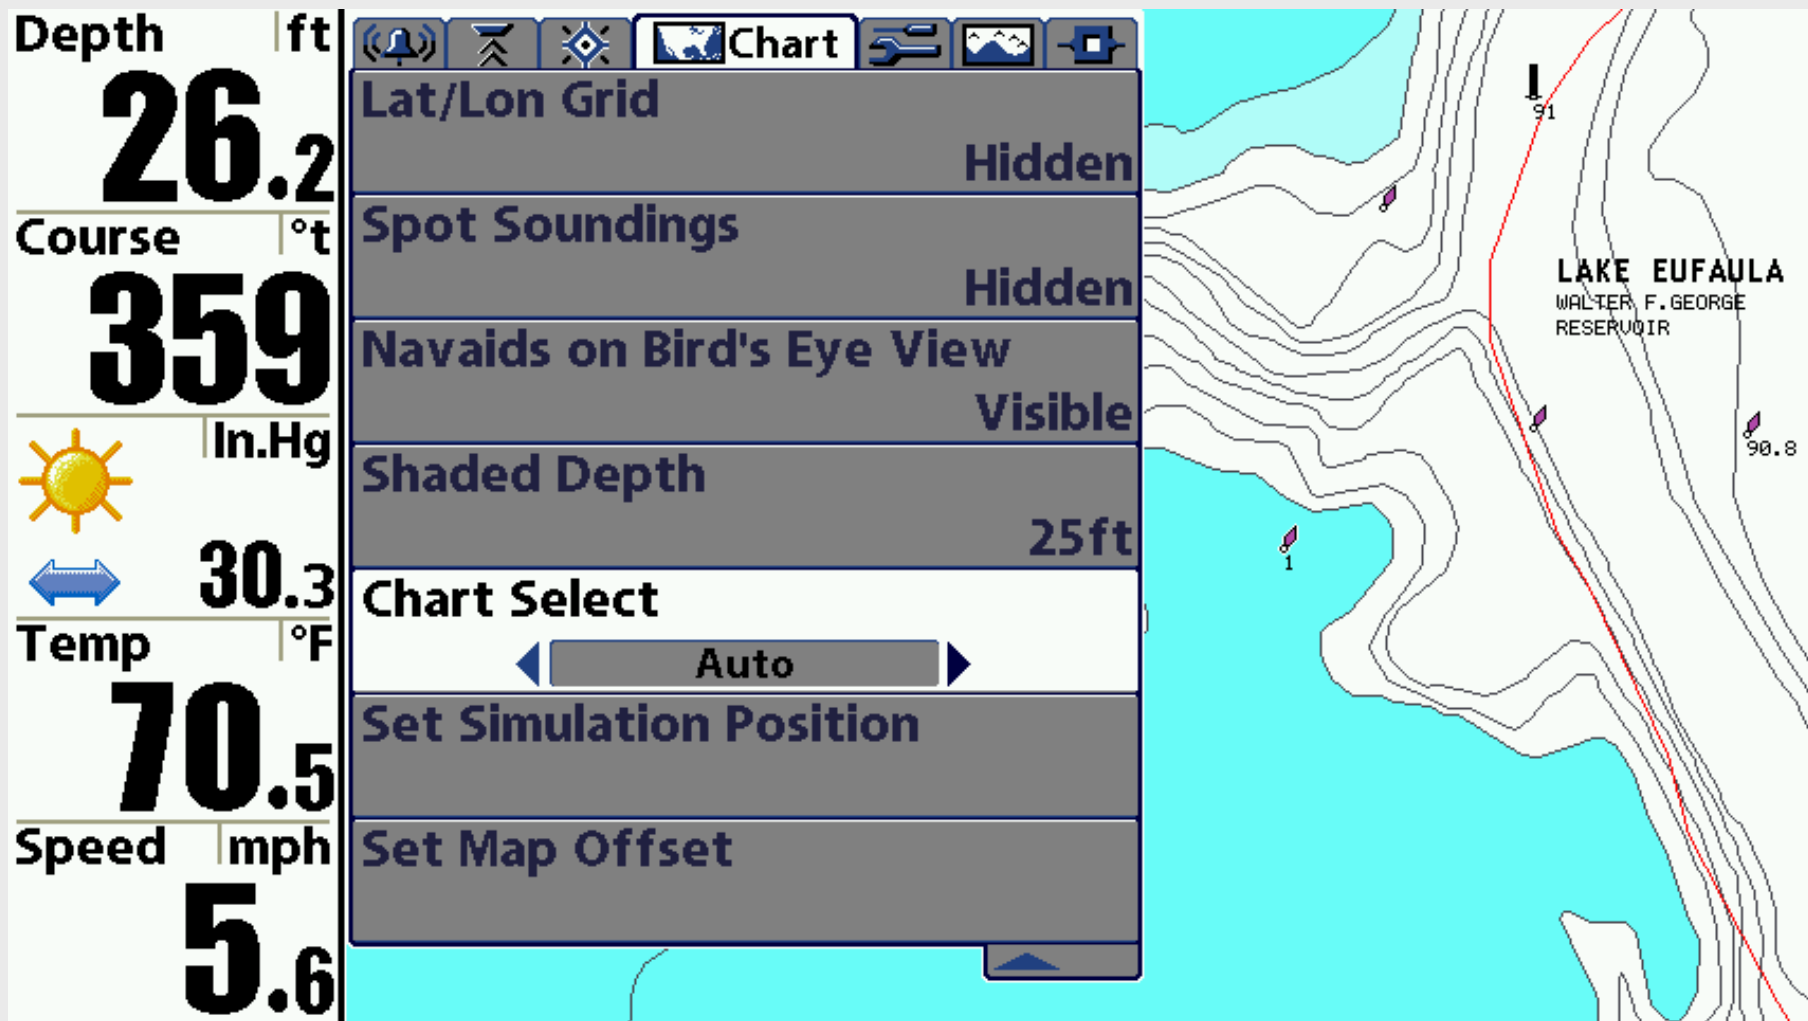 Depth ft
26.2
Course °t
359
In.Hg
30.3
Temp °F
70.5
Speed mph
5.6
Chart
Lat/Lon Grid
Hidden
Spot Soundings
Hidden
Navaids on Bird's Eye View
Visible
Shaded Depth
25ft
Chart Select
Auto
Set Simulation Position
Set Map Offset
91
LAKE EUFAULA
WALTER F.GEORGE
RESERVOIR
90.8
1